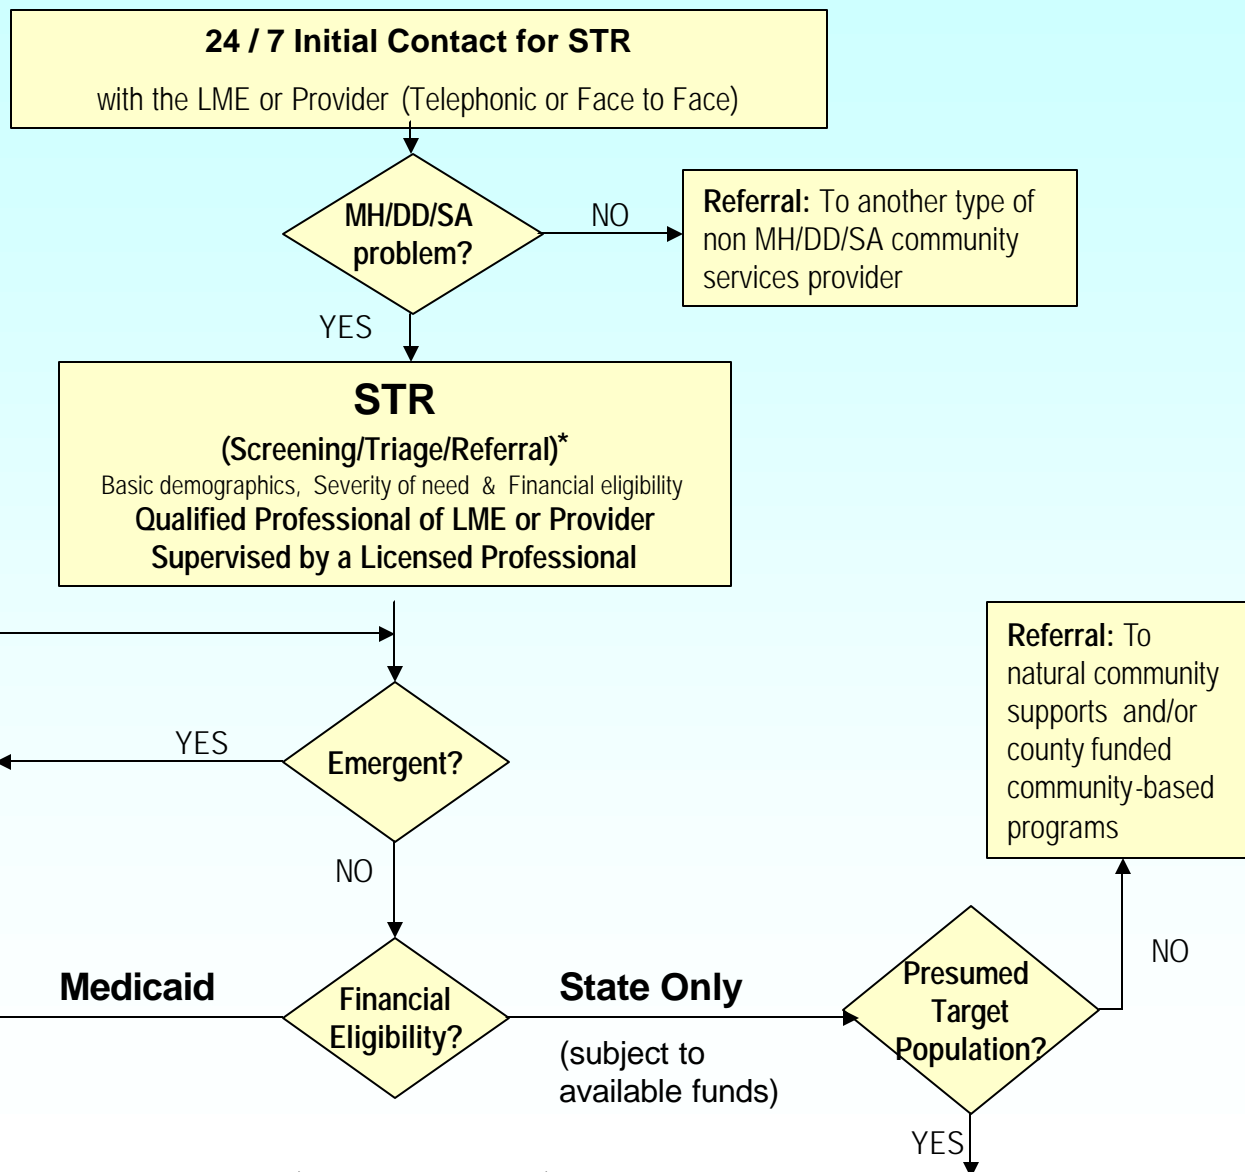 24 / 7 Initial Contact for STR
with the LME or Provider (Telephonic or Face to Face)
MH/DD/SA
problem?
NO
Referral: To another type of
non MH/DD/SA community
services provider
YES
STR
(Screening/Triage/Referral)*
Basic demographics, Severity of need & Financial eligibility
Qualified Professional of LME or Provider
Supervised by a Licensed Professional
Referral: To
natural community
supports and/or
county funded
community-based
programs
YES
Emergent?
NO
NO
Medicaid
Financial
Eligibility?
State Only
(subject to
available funds)
Presumed
Target
Population?
YES